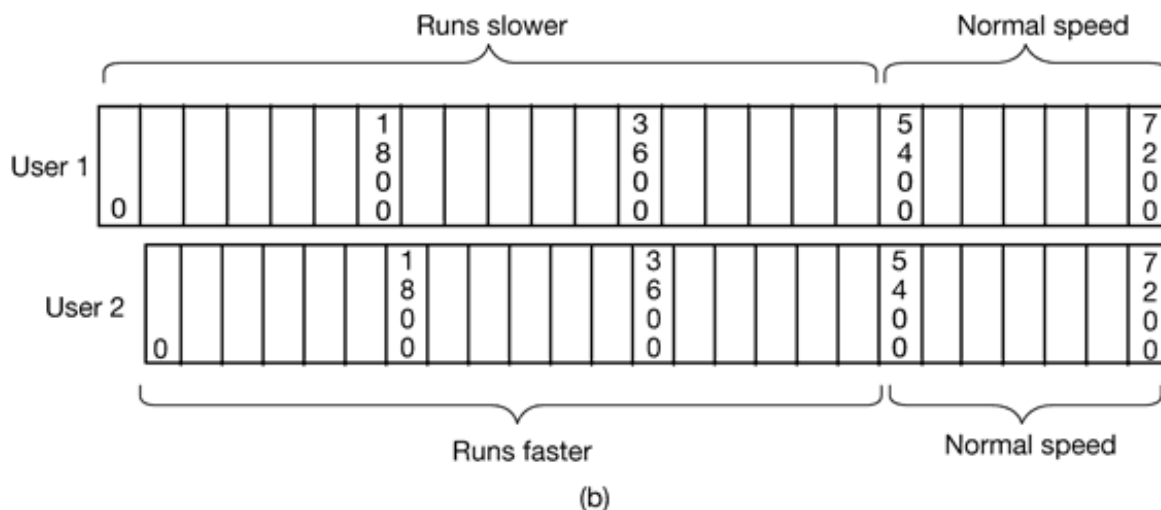 Runs slower Normal speed
User 1 0 1800 3600 5400 7200
User 2 0 1800 3600 5400 7200
Runs faster Normal speed
(b)